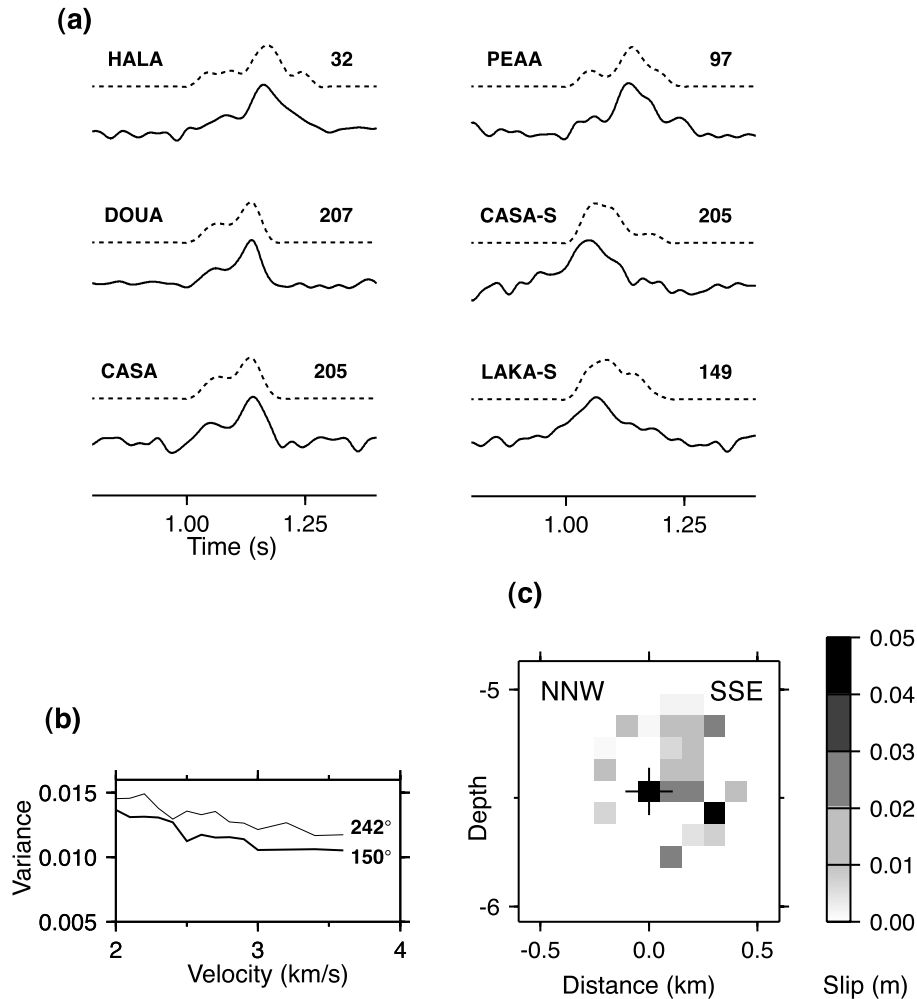 (a)
HALA 32
PEAA 97
DOUA 207
CASA-S 205
CASA 205
LAKA-S 149
1.00 1.25
Time (s)
1.00 1.25
(b)
0.015
0.010
0.005
Variance
242°
150°
2 3 4
Velocity (km/s)
(c)
NNW SSE
-5
-6
Depth
-0.5 0.0 0.5
Distance (km)
0.05
0.04
0.03
0.02
0.01
0.00
Slip (m)